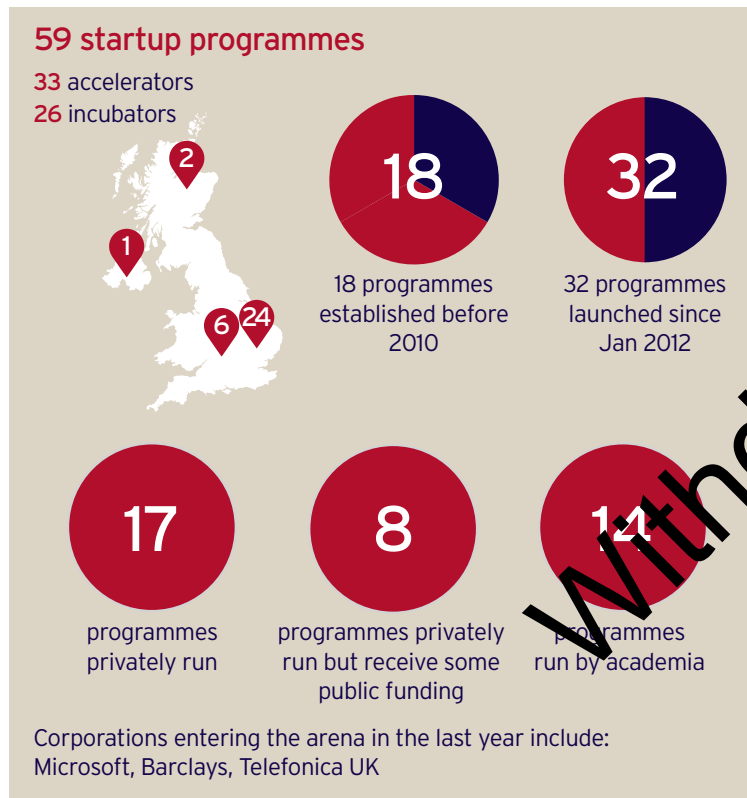 59 startup programmes
33 accelerators
26 incubators
2
1
6
24
18
18 programmes
established before
2010
32
32 programmes
launched since
Jan 2012
17
programmes
privately run
8
programmes privately
run but receive some
public funding
14
programmes
run by academia
Corporations entering the arena in the last year include:
Microsoft, Barclays, Telefonica UK